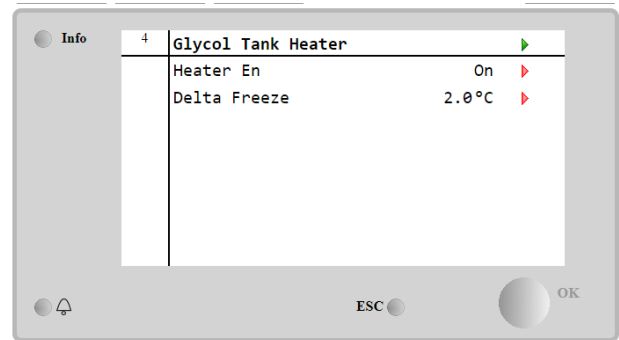 Info
4 Glycol Tank Heater
Heater En On
Delta Freeze 2.0°C
ESC
OK